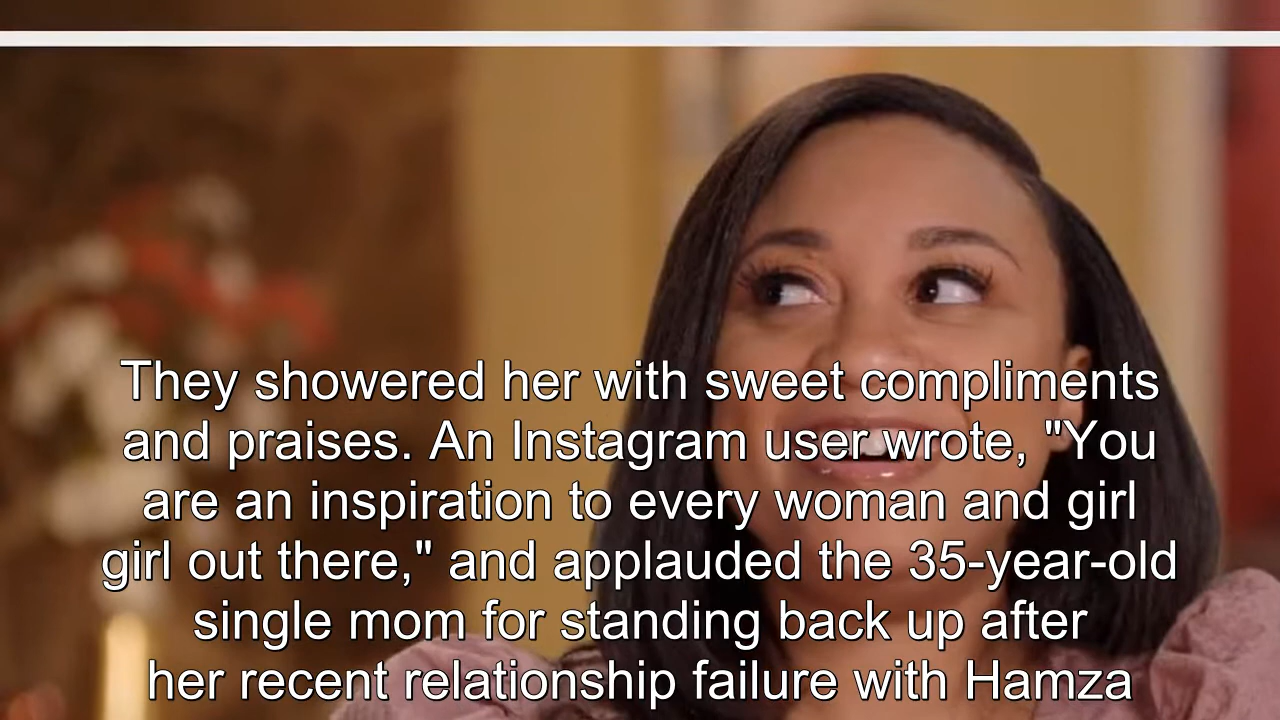 They showered her with sweet compliments
and praises. An Instagram user wrote, "You
are an inspiration to every woman and girl
girl out there," and applauded the 35-year-old
single mom for standing back up after
her recent relationship failure with Hamza